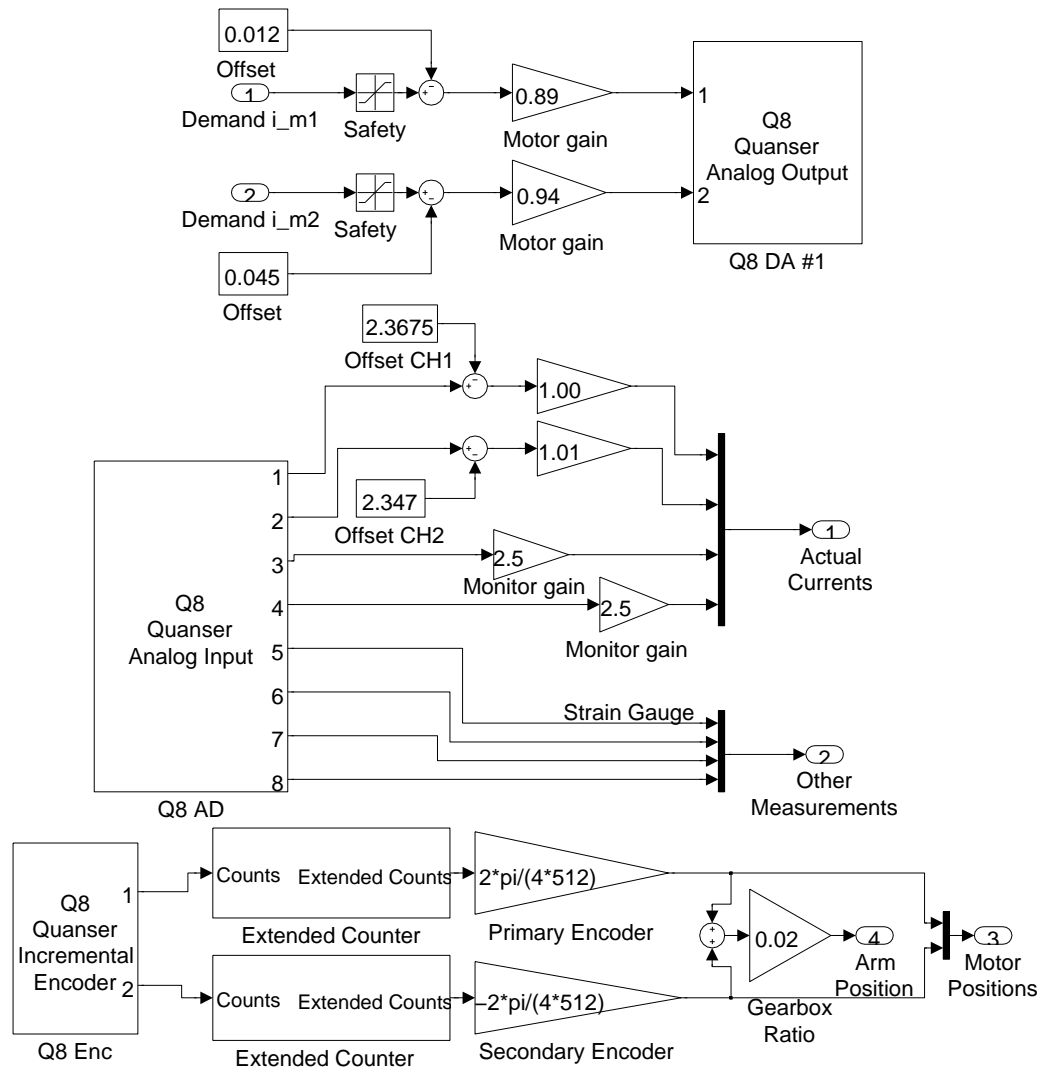 0.012
Offset
1
Demand i_m1
Safety
0.89
Motor gain
1
Q8
Quanser
Analog Output
2
Q8 DA #1
2
Demand i_m2
Safety
0.94
Motor gain
0.045
Offset
2.3675
Offset CH1
1.00
1.01
2.347
Offset CH2
2.5
Monitor gain
2.5
Monitor gain
1
Actual
Currents
Q8
Quanser
Analog Input
1
2
3
4
5
6
7
8
Q8 AD
Strain Gauge
2
Other
Measurements
Q8
Quanser
Incremental
Encoder
1
2
Q8 Enc
Counts
Extended Counts
Extended Counter
2*pi/(4*512)
Primary Encoder
Counts
Extended Counts
Extended Counter
−2*pi/(4*512)
Secondary Encoder
0.02
Gearbox
Ratio
4
Arm
Position
3
Motor
Positions